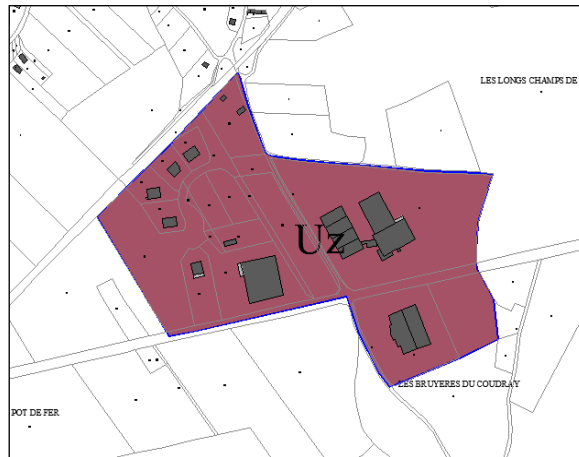 LES LONGS CHAMPS DE
Uz
LES BRUYERES DU COUDRAY
POT DE FER